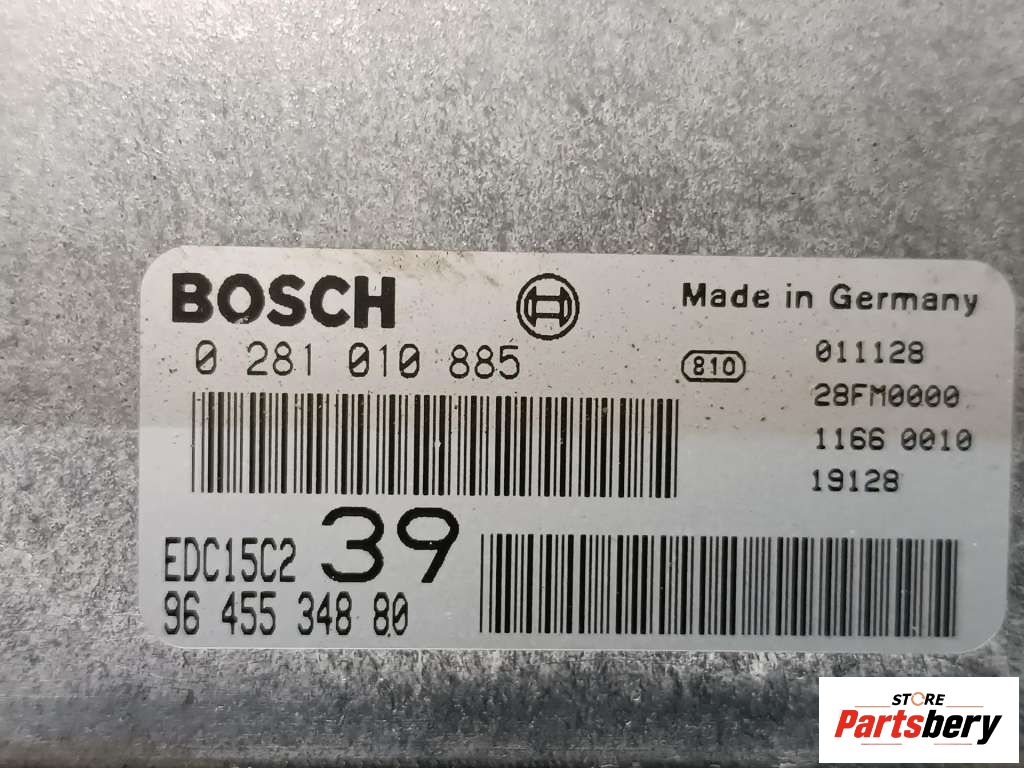 BOSCH
Made in Germany
0 281 010 885
810
011128
28FM0000
1166 0010
19128
EDC15C2 39
96 455 348 80
STORE
Partsbery